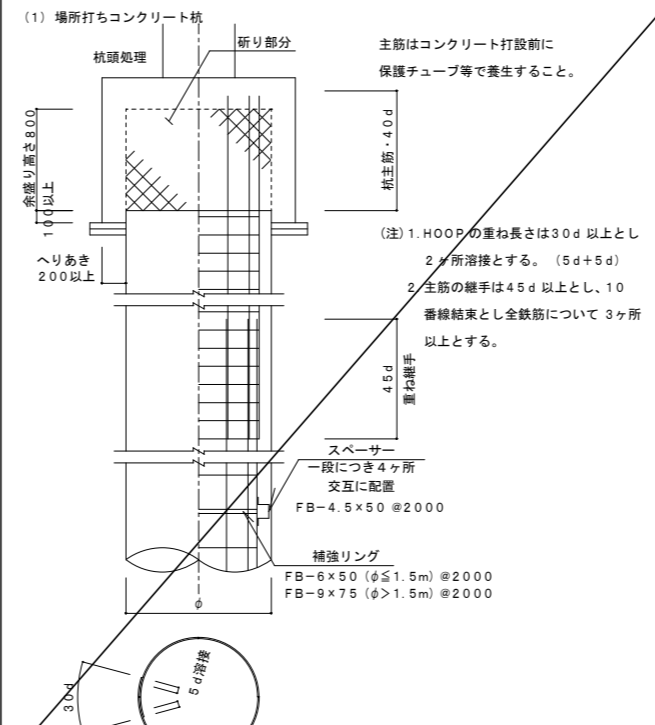 (1) 場所打ちコンクリート杭
斫り部分
杭頭処理
主筋はコンクリート打設前に
保護チューブ等で養生すること。
余盛り高さ800
100以上
杭主筋・40d
へりあき
200以上
(注) 1. HOOPの重ね長さは30d 以上とし
2ヶ所溶接とする。 (5d+5d)
2. 主筋の継手は45d 以上とし、10
番線結束とし全鉄筋について 3ヶ所
以上とする。
45d
重ね継手
スペーサー
一段につき4ヶ所
交互に配置
FB-4.5×50 @2000
補強リング
FB-6×50 (φ≦1.5m) @2000
FB-9×75 (φ>1.5m) @2000
φ
30d
5d溶接